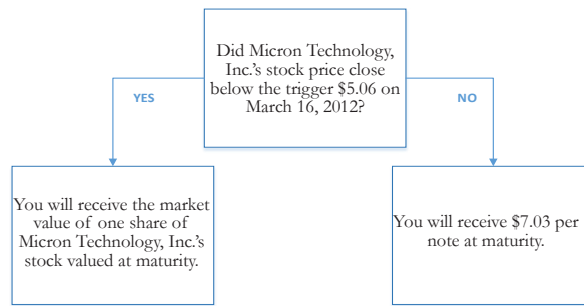 Did Micron Technology,
Inc.’s stock price close
below the trigger $5.06 on
March 16, 2012?
YES
NO
You will receive the market
value of one share of
Micron Technology, Inc.’s
stock valued at maturity.
You will receive $7.03 per
note at maturity.